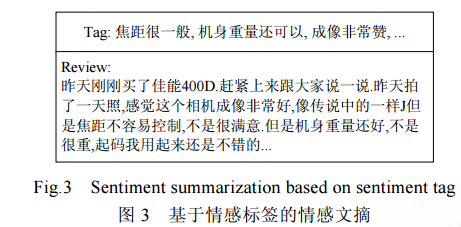 Tag: 焦距很一般, 机身重量还可以, 成像非常赞, ...
Review:
昨天刚刚买了佳能400D.赶紧上来跟大家说一说.昨天拍
了一天照,感觉这个相机成像非常好,像传说中的一样J但
是焦距不容易控制,不是很满意.但是机身重量还好,不是
很重,起码我用起来还是不错的...
Fig.3 Sentiment summarization based on sentiment tag
图 3 基于情感标签的情感文摘